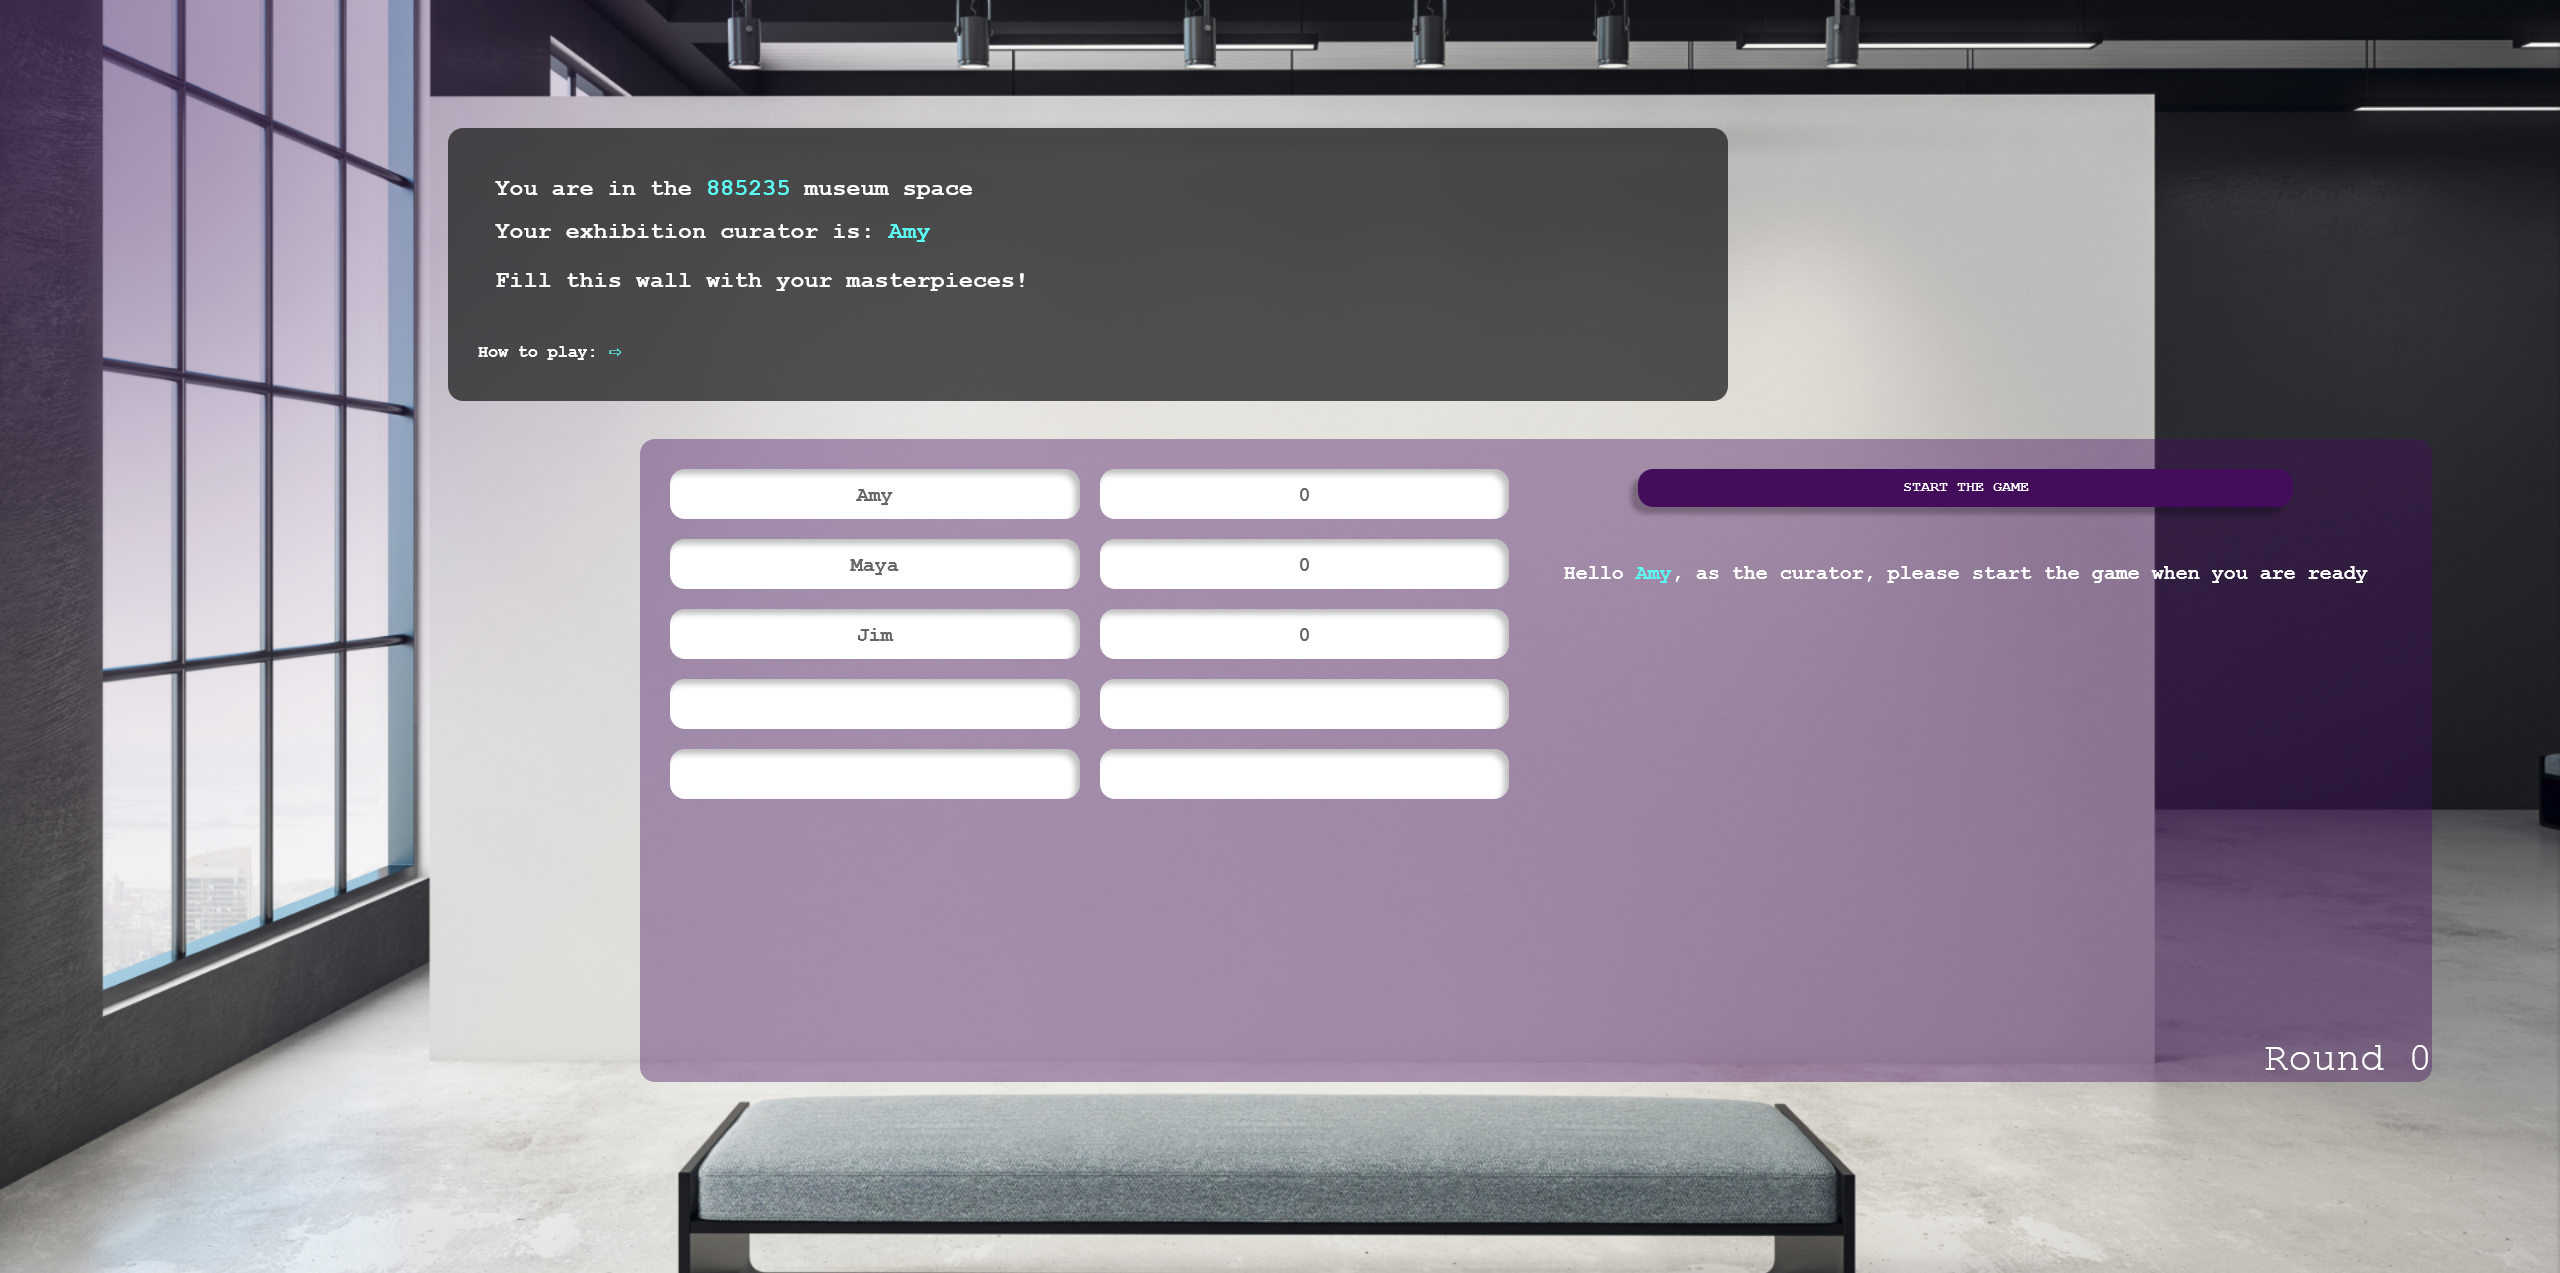 You are in the 885235 museum space
Your exhibition curator is: Amy
Fill this wall with your masterpieces!
How to play: ⇨
Amy 0
Maya 0
Jim 0
START THE GAME
Hello Amy, as the curator, please start the game when you are ready
Round 0